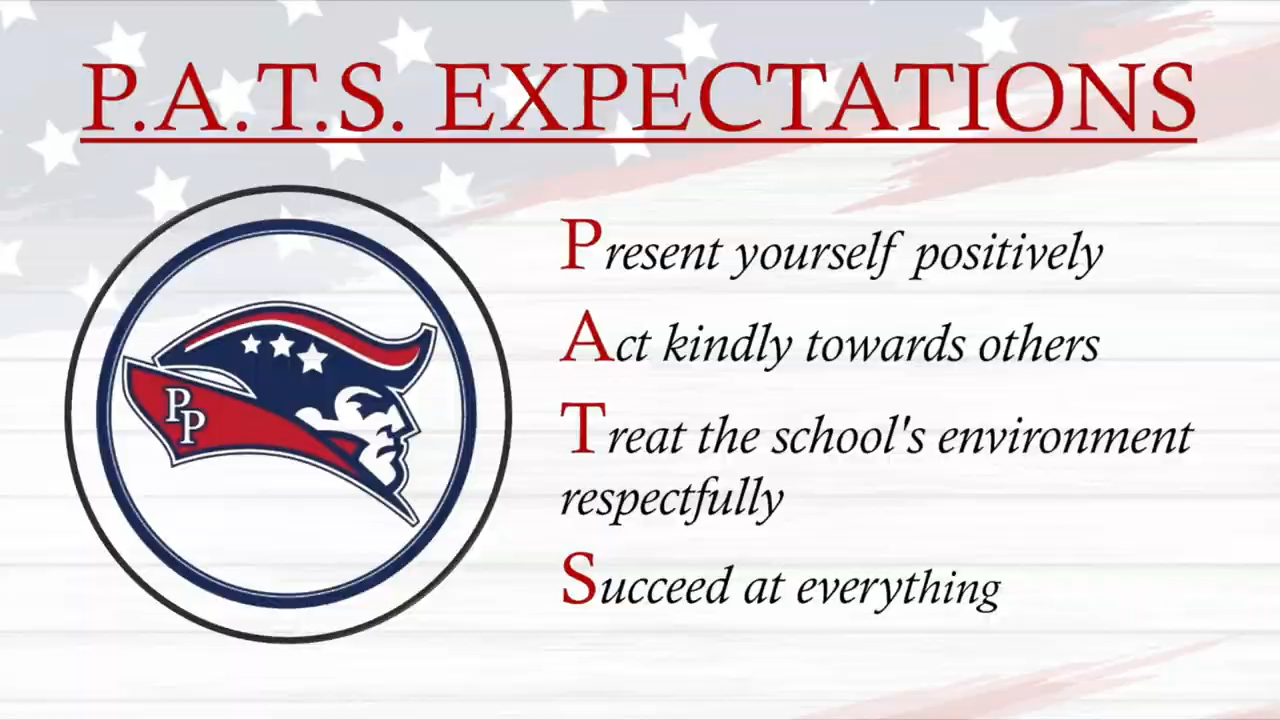 P.A.T.S. EXPECTATIONS
Present yourself positively
Act kindly towards others
Treat the school's environment
respectfully
Succeed at everything
PP